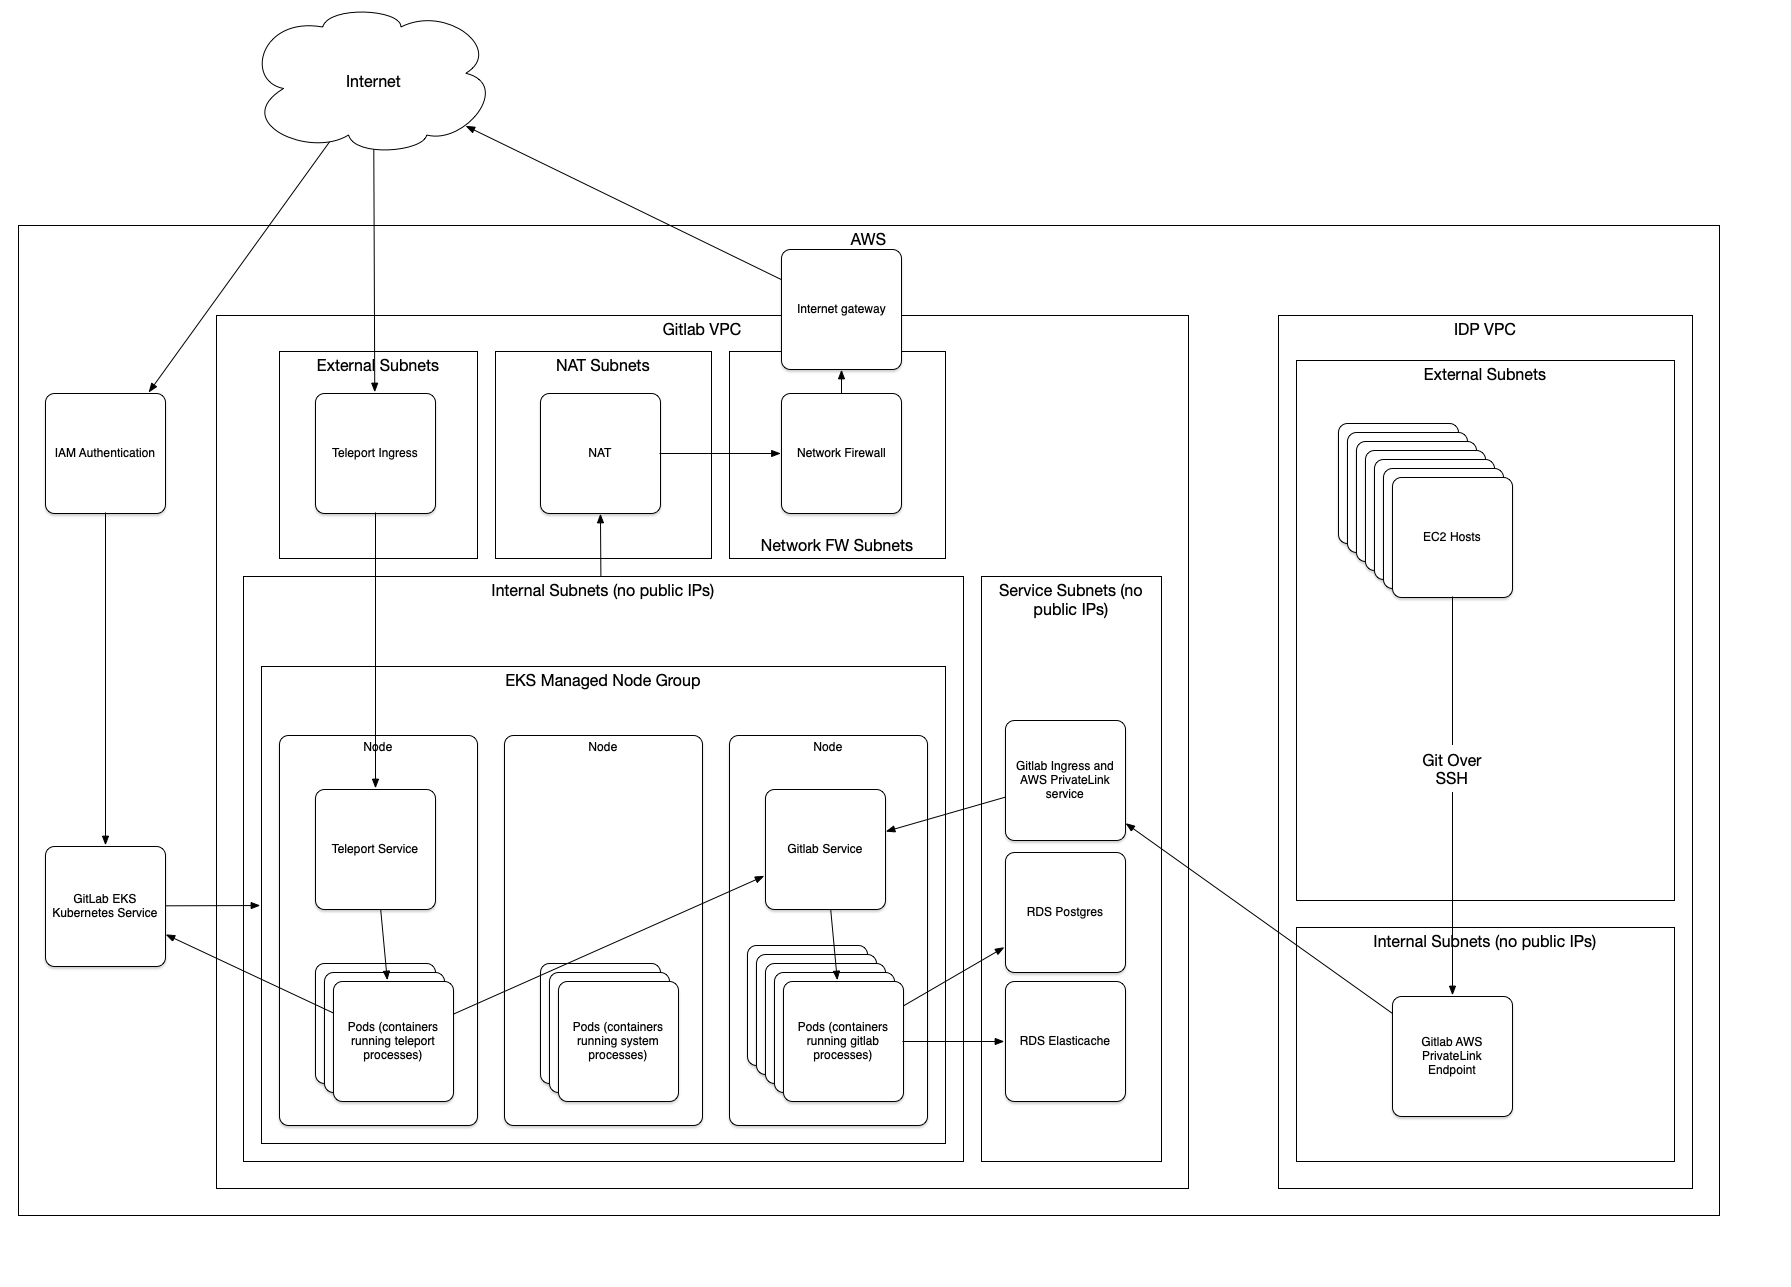 Internet
AWS
Internet gateway
Gitlab VPC
IDP VPC
External Subnets
NAT Subnets
External Subnets
IAM Authentication
Teleport Ingress
NAT
Network Firewall
EC2 Hosts
Network FW Subnets
Internal Subnets (no public IPs)
Service Subnets (no
public IPs)
EKS Managed Node Group
Node
Node
Node
Gitlab Ingress and
AWS PrivateLink
service
Git Over
SSH
Teleport Service
Gitlab Service
GitLab EKS
Kubernetes Service
RDS Postgres
Internal Subnets (no public IPs)
Pods (containers
running teleport
processes)
Pods (containers
running system
processes)
Pods (containers
running gitlab
processes)
RDS Elasticache
Gitlab AWS
PrivateLink
Endpoint